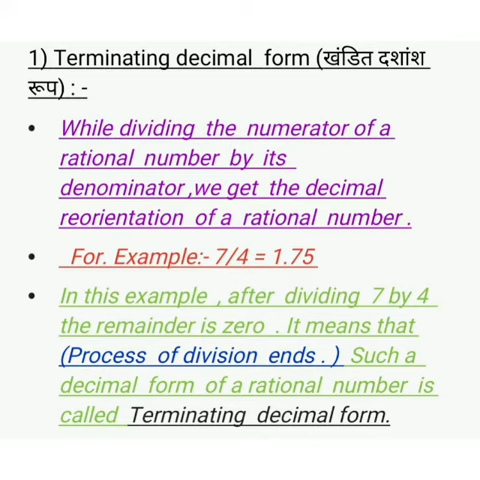 1) Terminating decimal form (खंडित दशांश
रूप) : -
• While dividing the numerator of a
rational number by its
denominator ,we get the decimal
reorientation of a rational number .
• For. Example:- 7/4 = 1.75
• In this example , after dividing 7 by 4
the remainder is zero . It means that
(Process of division ends . ) Such a
decimal form of a rational number is
called Terminating decimal form.